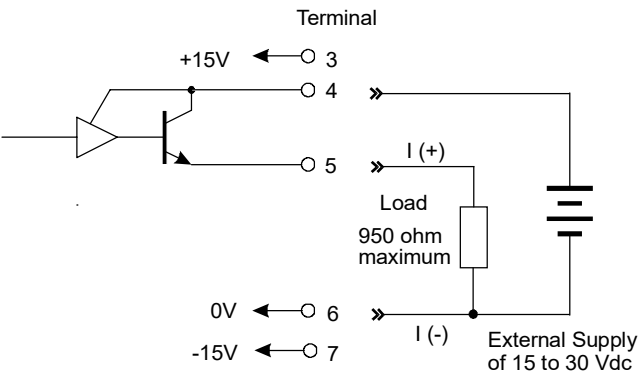 Terminal
+15V
3
4
5
I (+)
Load
950 ohm
maximum
0V
6
I (-)
-15V
7
External Supply
of 15 to 30 Vdc